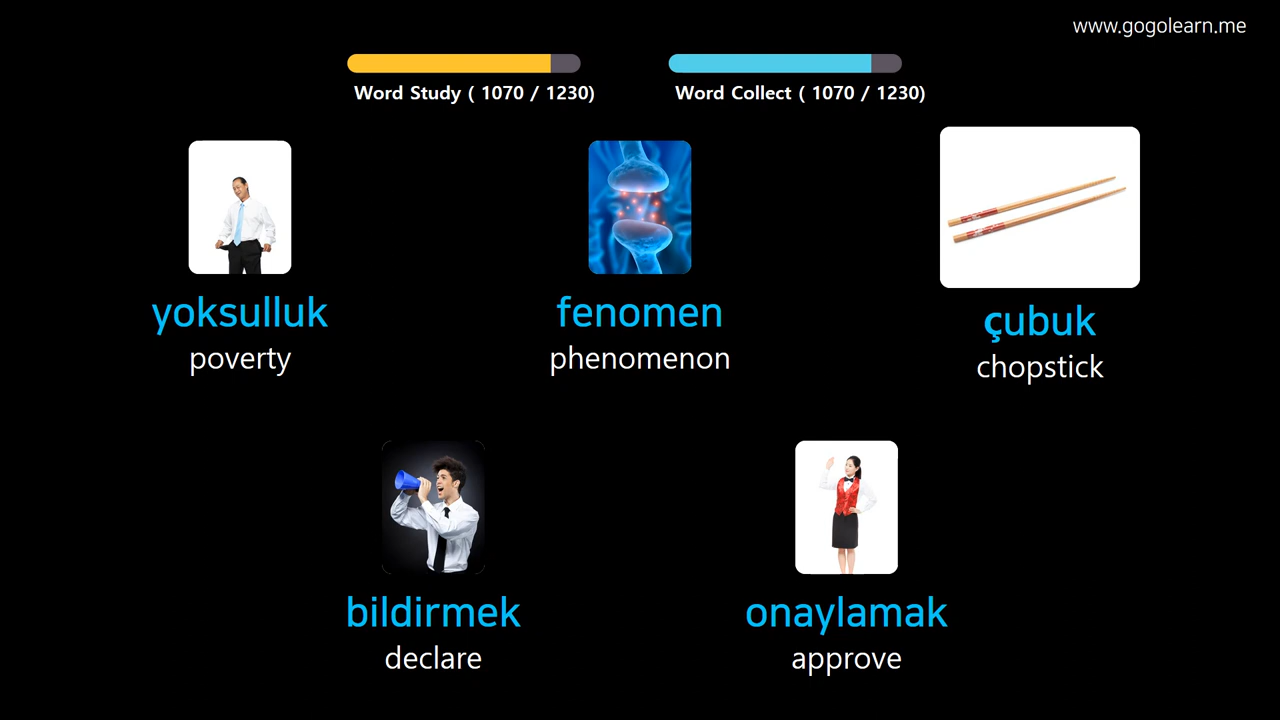 www.gogolearn.me
Word Study ( 1070 / 1230)
Word Collect ( 1070 / 1230)
yoksulluk
poverty
fenomen
phenomenon
çubuk
chopstick
bildirmek
declare
onaylamak
approve